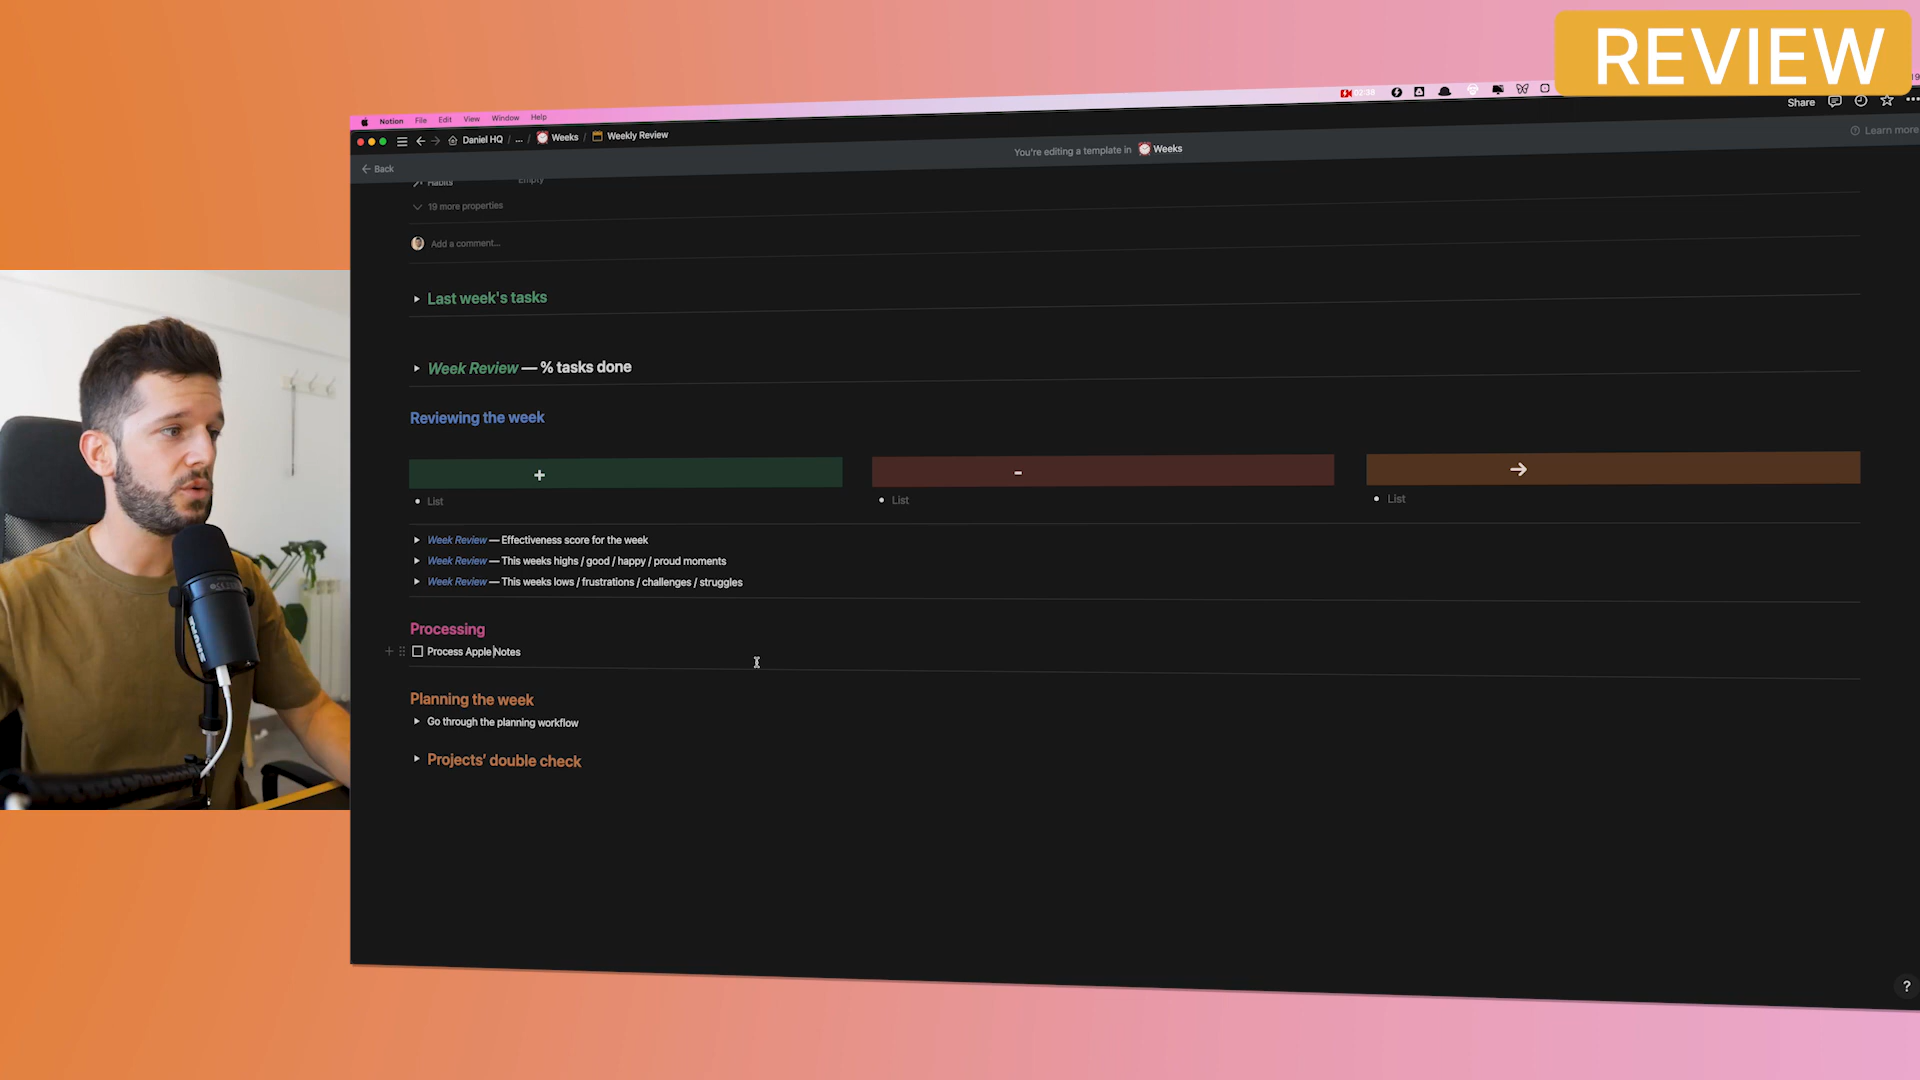 REVIEW
Notion File Edit View Window Help
Daniel HQ / ... / Weeks / Weekly Review
Share
Back
You're editing a template in Weeks
Learn more
Habits Empty
19 more properties
Add a comment...
Last week's tasks
Week Review — % tasks done
Reviewing the week
+
-
→
List
List
List
Week Review — Effectiveness score for the week
Week Review — This weeks highs / good / happy / proud moments
Week Review — This weeks lows / frustrations / challenges / struggles
Processing
Process Apple Notes
Planning the week
Go through the planning workflow
Projects' double check
?